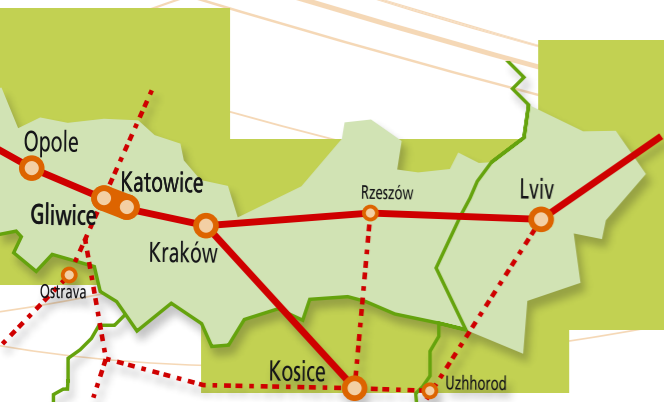 Opole
Katowice
Rzeszów
Lviv
Gliwice
Kraków
Ostrava
Kosice
Uzhhorod